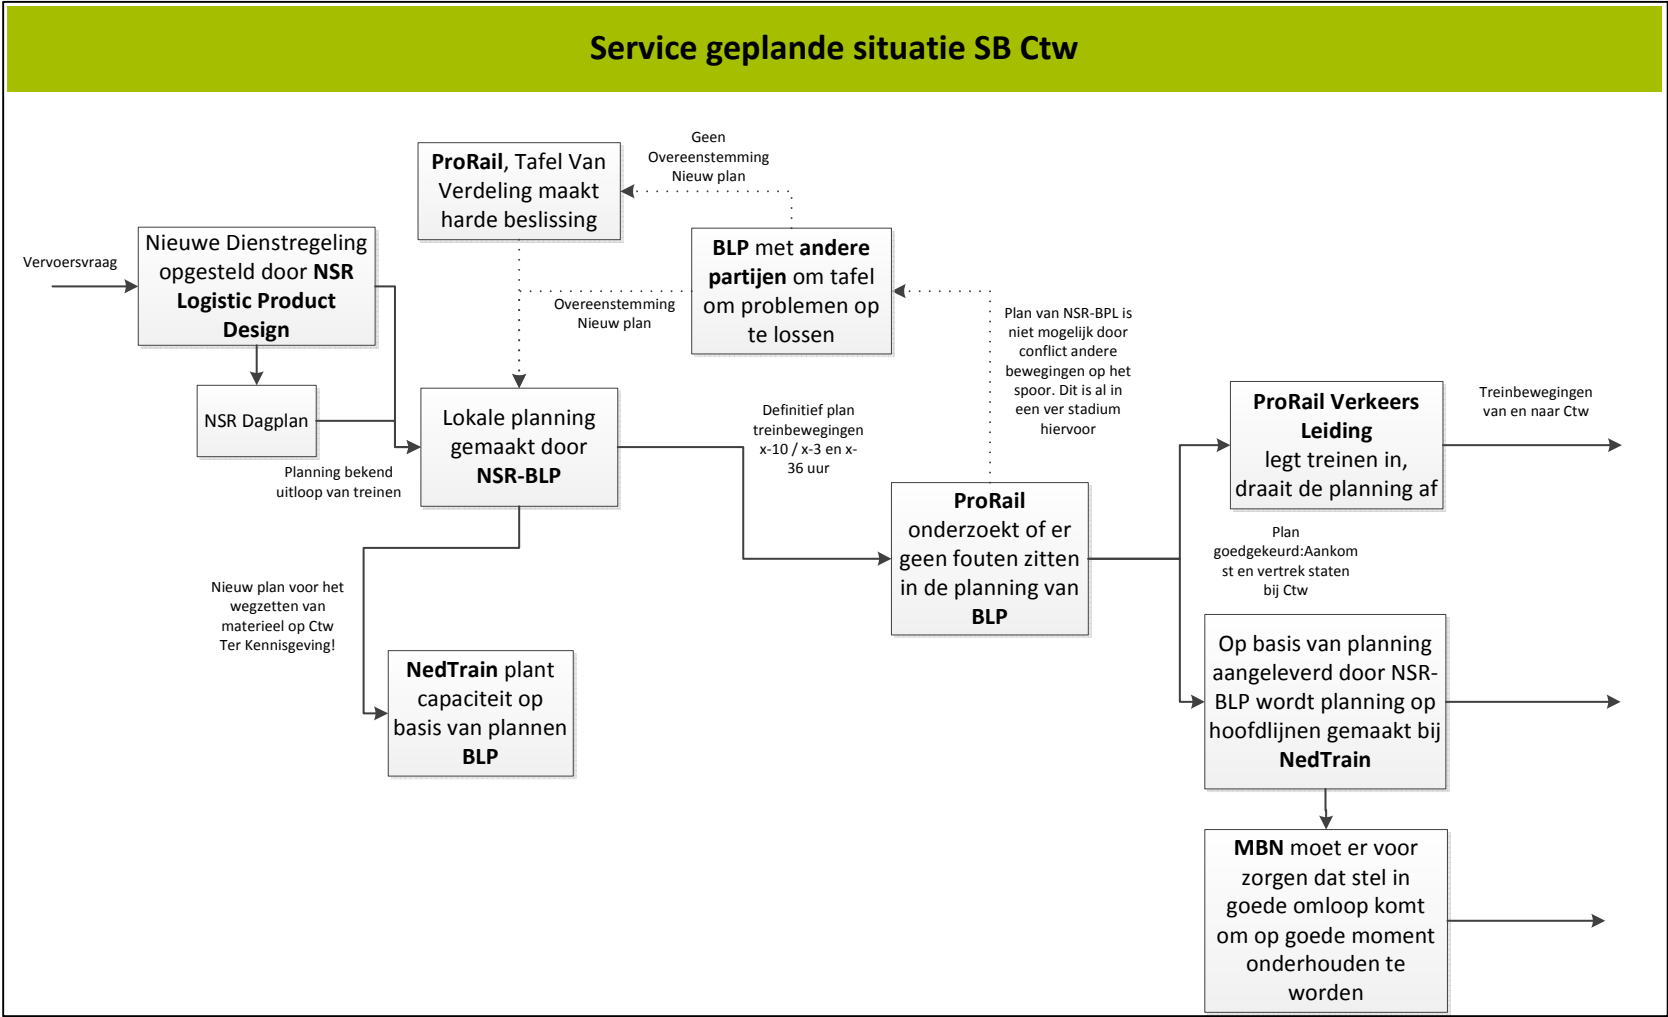 Service geplande situatie SB Ctw
Vervoersvraag
Nieuwe Dienstregeling
opgesteld door NSR
Logistic Product
Design
NSR Dagplan
Planning bekend
uitloop van treinen
ProRail, Tafel Van
Verdeling maakt
harde beslissing
Geen
Overeenstemming
Nieuw plan
BLP met andere
partijen om tafel
om problemen op
te lossen
Overeenstemming
Nieuw plan
Lokale planning
gemaakt door
NSR-BLP
Nieuw plan voor het
wegzetten van
materieel op Ctw
Ter Kennisgeving!
NedTrain plant
capaciteit op
basis van plannen
BLP
Definitief plan
treinbewegingen
x-10 / x-3 en x-
36 uur
Plan van NSR-BPL is
niet mogelijk door
conflict andere
bewegingen op het
spoor. Dit is al in
een ver stadium
hiervoor
ProRail
onderzoekt of er
geen fouten zitten
in de planning van
BLP
ProRail Verkeers
Leiding
legt treinen in,
draait de planning af
Treinbewegingen
van en naar Ctw
Plan
goedgekeurd:Aankom
st en vertrek staten
bij Ctw
Op basis van planning
aangeleverd door NSR-
BLP wordt planning op
hoofdlijnen gemaakt bij
NedTrain
MBN moet er voor
zorgen dat stel in
goede omloop komt
om op goede moment
onderhouden te
worden